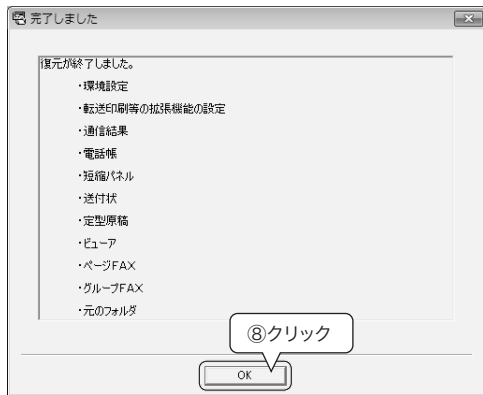 完了しました
復元が終了しました。
・環境設定
・転送印刷等の拡張機能の設定
・通信結果
・電話帳
・短縮パネル
・送付状
・定型原稿
・ビューア
・ページFAX
・グループFAX
・元のフォルダ
⑧クリック
OK